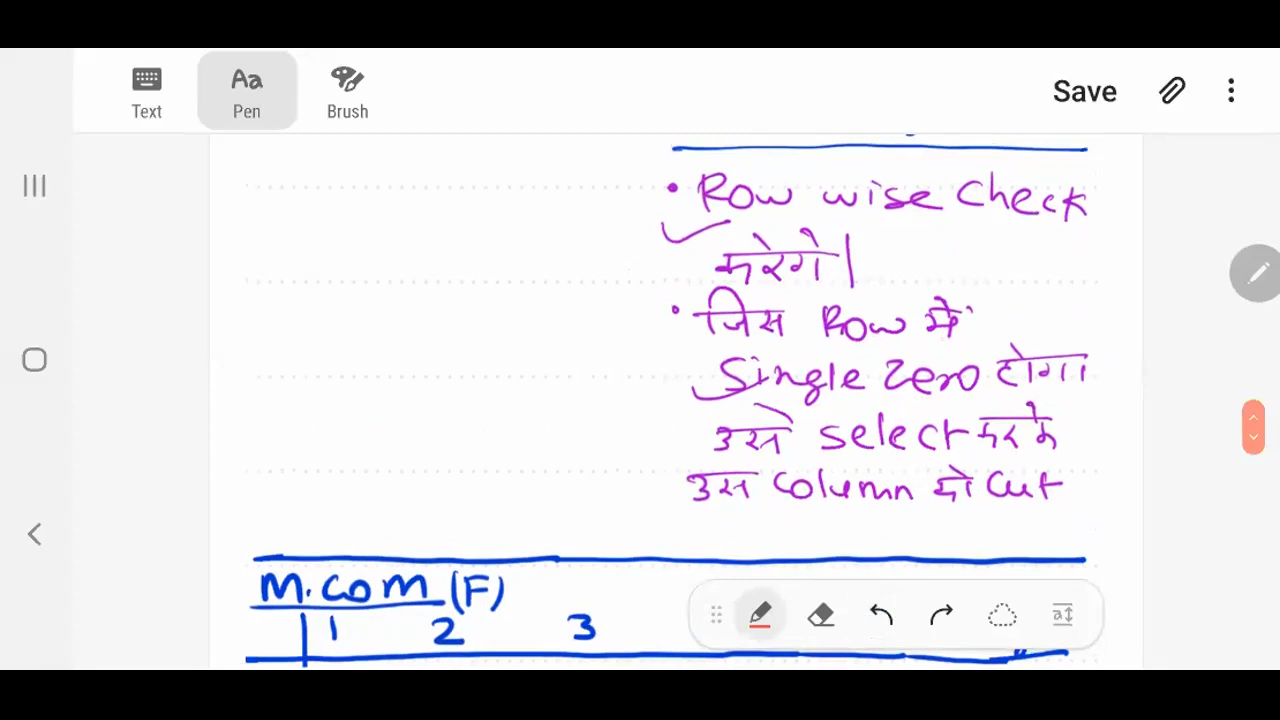 Text
Aa
Pen
Brush
Save
• Row wise Check
करेगे।
• जिस Row मे
Single Zero होगा
उसे select करके
उस column को cut
M.com (F)
1 2 3